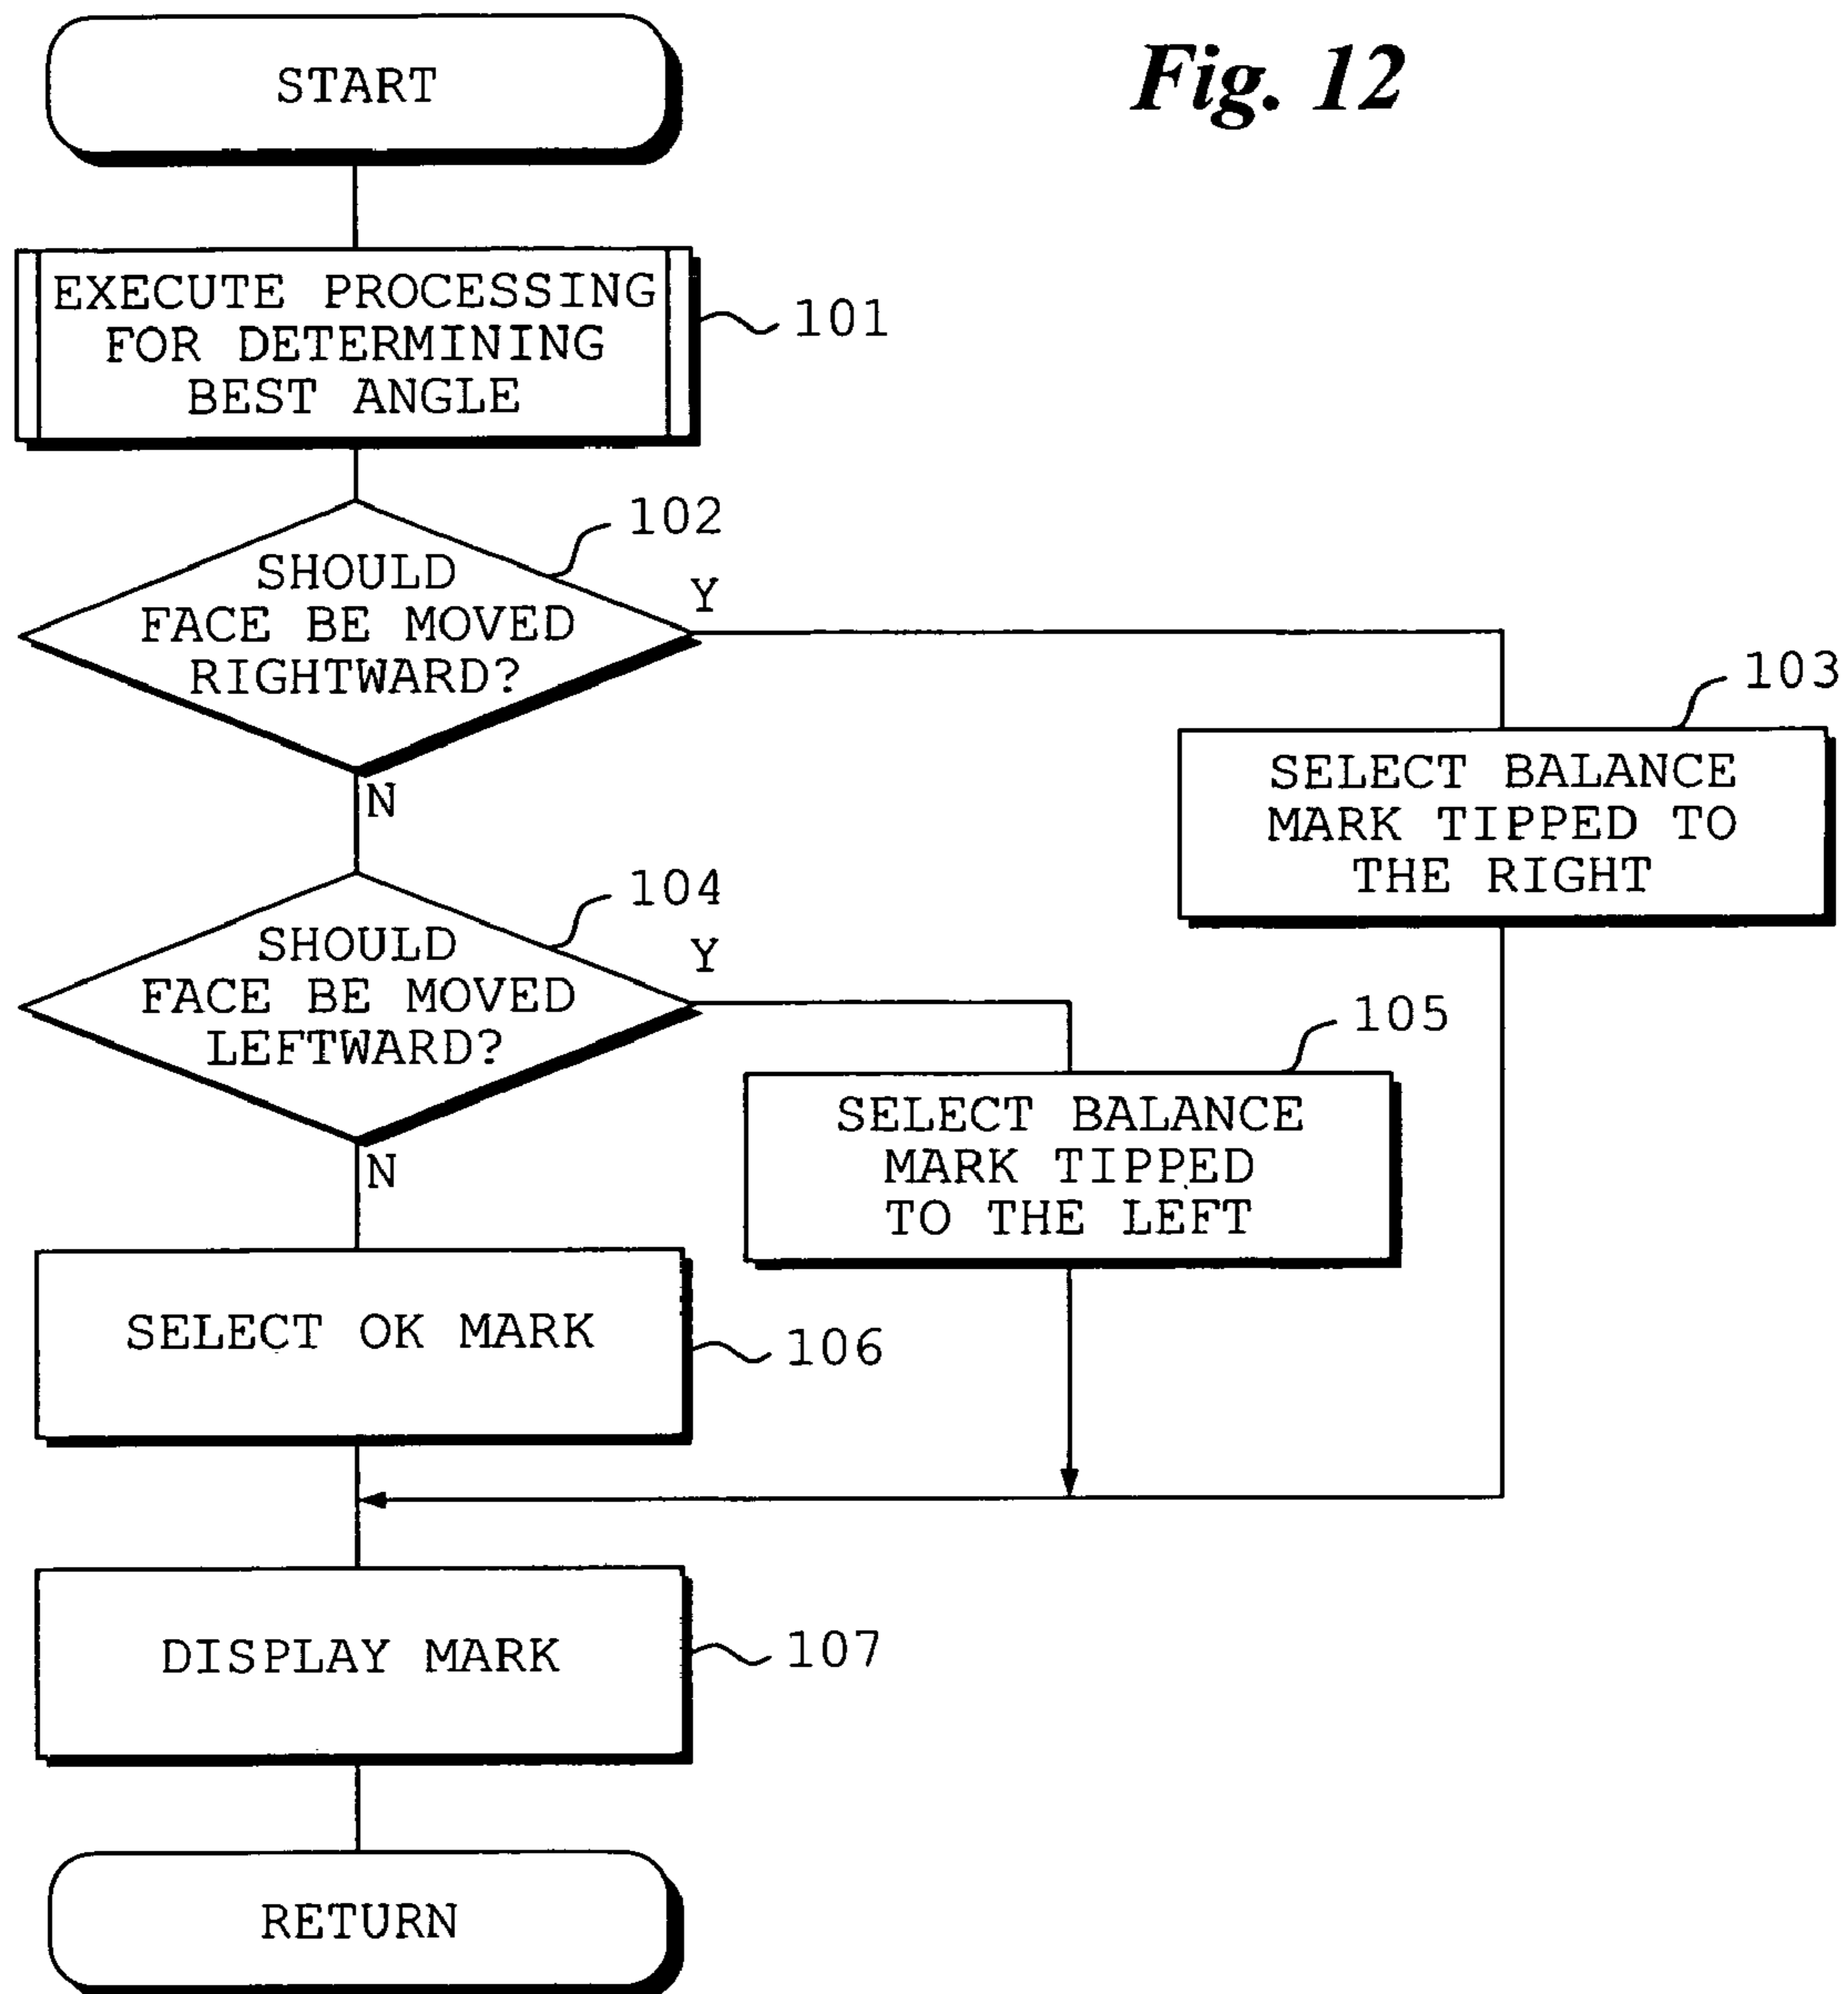 Fig. 12
START
EXECUTE PROCESSING
FOR DETERMINING
BEST ANGLE
101
102
SHOULD
FACE BE MOVED
RIGHTWARD?
Y
N
103
SELECT BALANCE
MARK TIPPED TO
THE RIGHT
104
SHOULD
FACE BE MOVED
LEFTWARD?
Y
N
105
SELECT BALANCE
MARK TIPPED
TO THE LEFT
SELECT OK MARK
106
DISPLAY MARK
107
RETURN